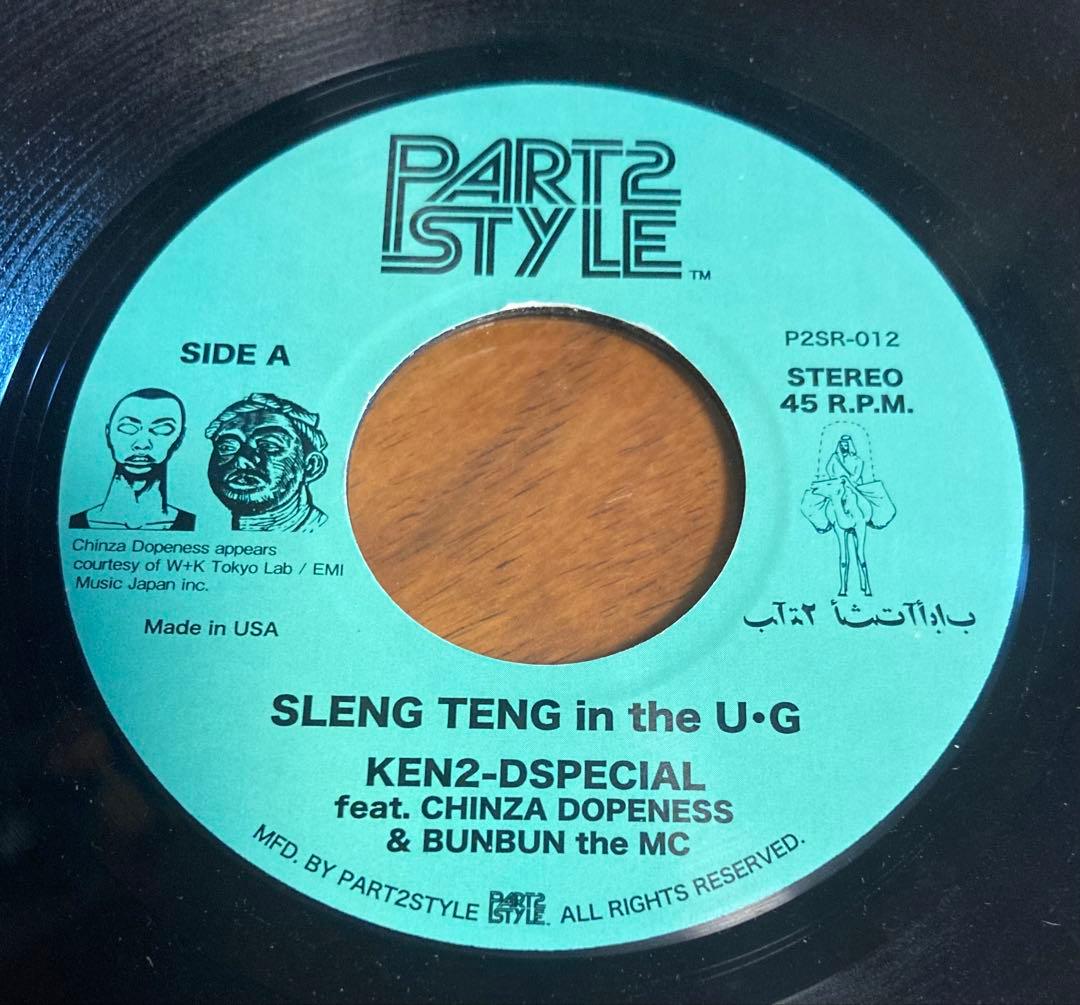 PART2
STYLE
TM
SIDE A
P2SR-012
STEREO
45 R.P.M.
Chinza Dopeness appears
courtesy of W+K Tokyo Lab / EMI
Music Japan inc.
Made in USA
SLENG TENG in the U•G
KEN2-DSPECIAL
feat. CHINZA DOPENESS
& BUNBUN the MC
MFD. BY PART2STYLE PART2 STYLE ALL RIGHTS RESERVED.